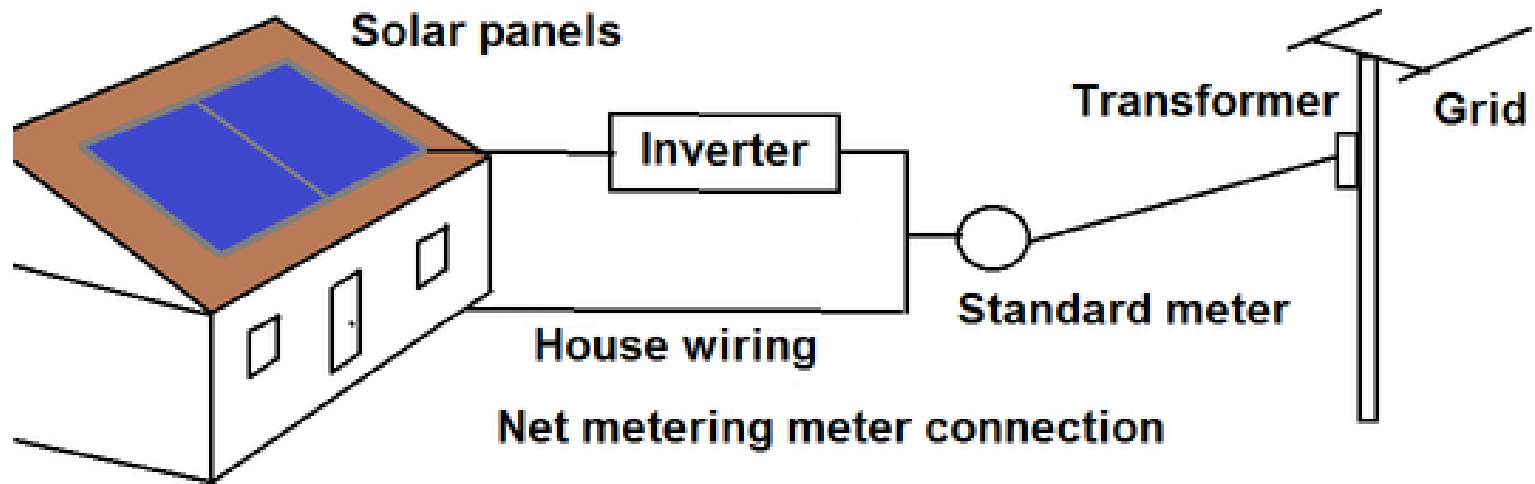 Solar panels
Transformer
Grid
Inverter
Standard meter
House wiring
Net metering meter connection